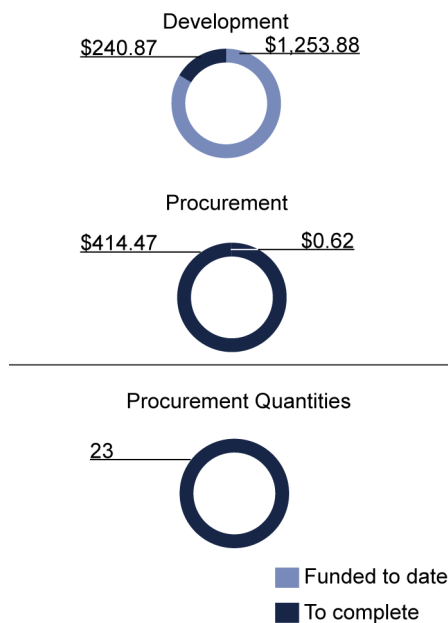 Development
$240.87 $1,253.88
Procurement
$414.47 $0.62
Procurement Quantities
23
Funded to date
To complete